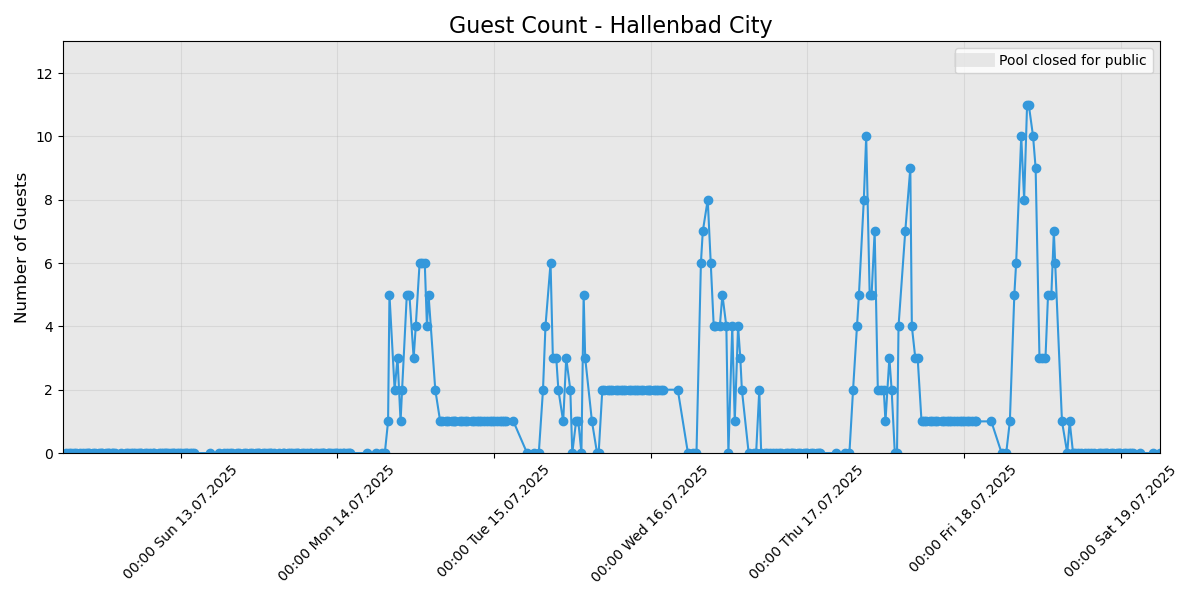 Guest Count - Hallenbad City
Pool closed for public
Number of Guests
12
10
8
6
4
2
0
00:00 Sun 13.07.2025
00:00 Mon 14.07.2025
00:00 Tue 15.07.2025
00:00 Wed 16.07.2025
00:00 Thu 17.07.2025
00:00 Fri 18.07.2025
00:00 Sat 19.07.2025